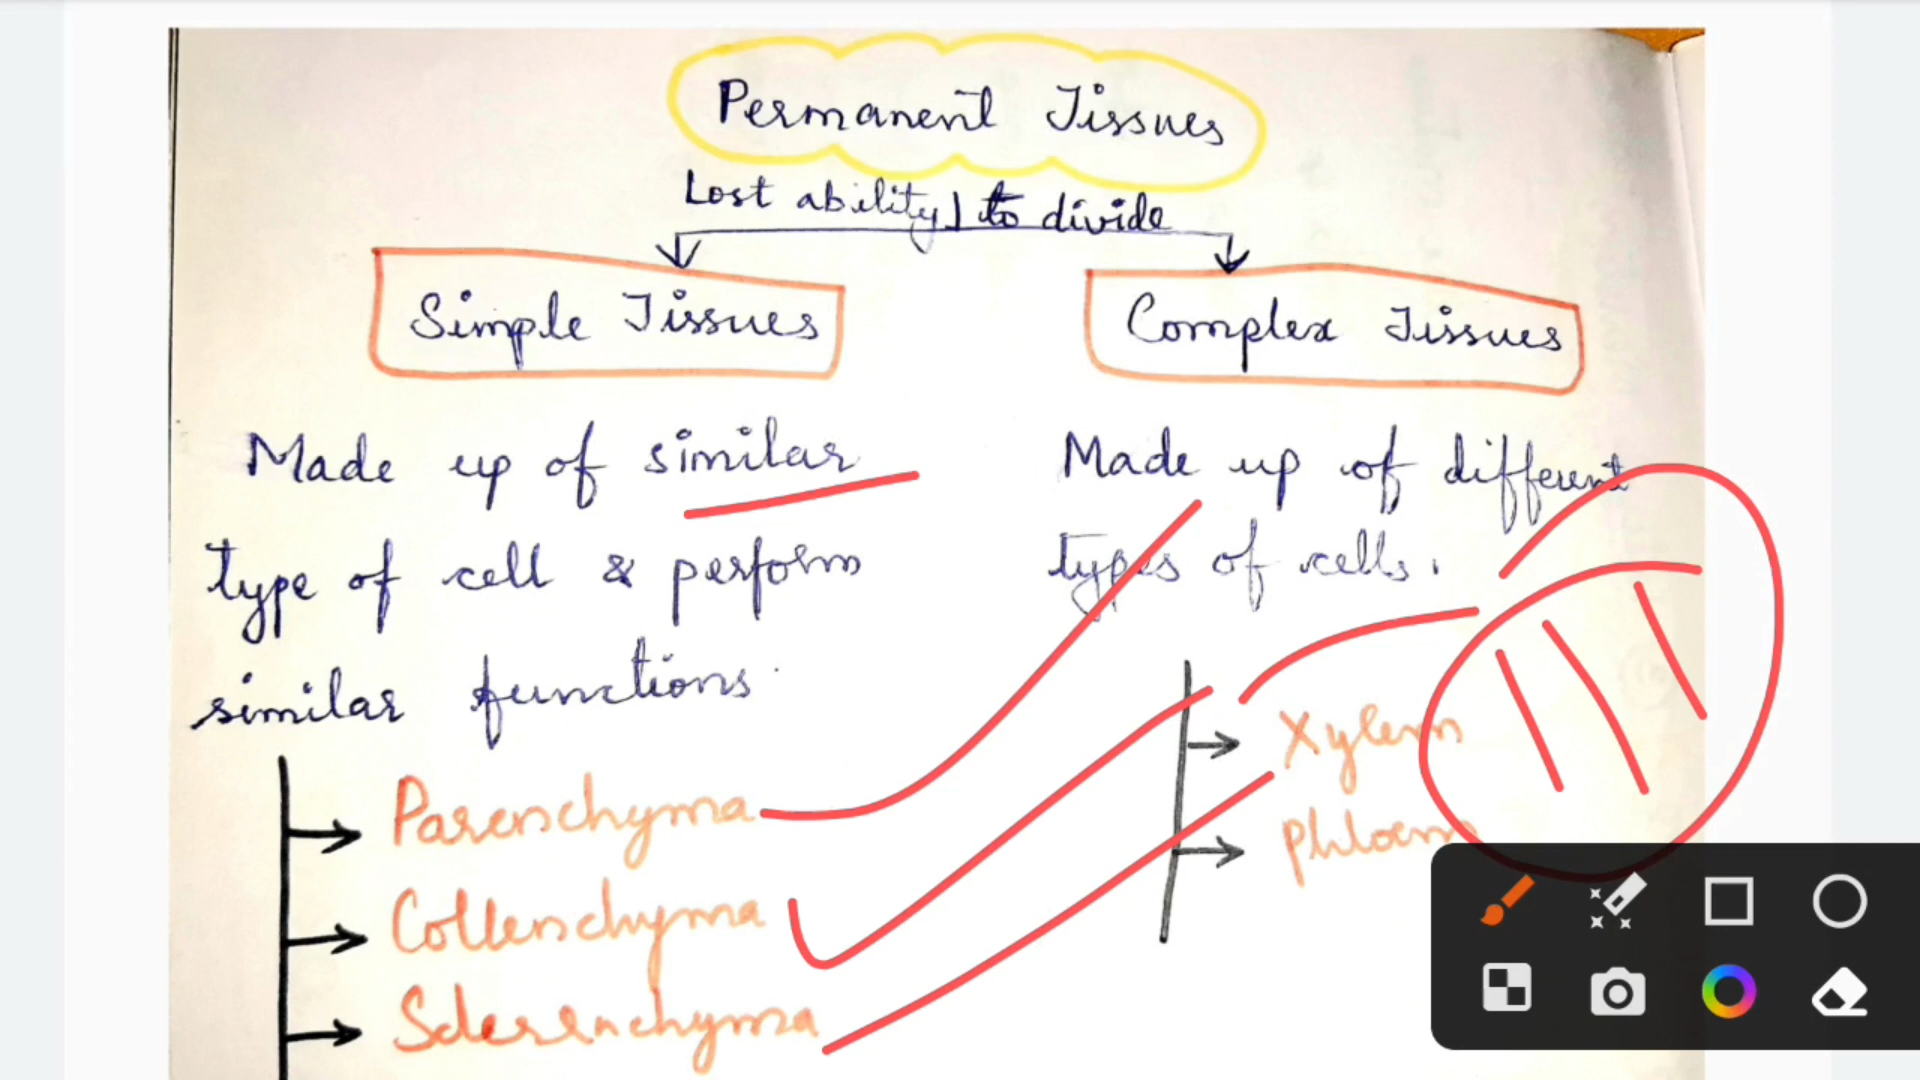 Permanent Tissues
Lost ability to divide
Simple Tissues
Complex Tissues
Made up of similar
type of cell & perform
similar functions.
Parenchyma
Collenchyma
Sclerenchyma
Made up of different
types of cells.
Xylem
Phloem